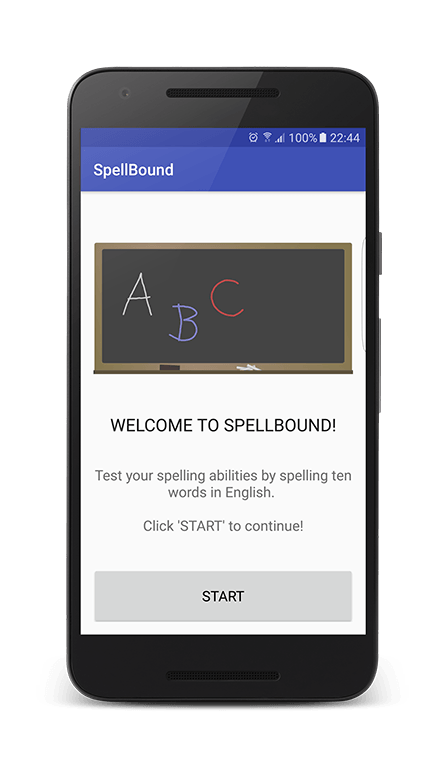 100% 22:44
SpellBound
A
B
C
WELCOME TO SPELLBOUND!
Test your spelling abilities by spelling ten
words in English.
Click 'START' to continue!
START